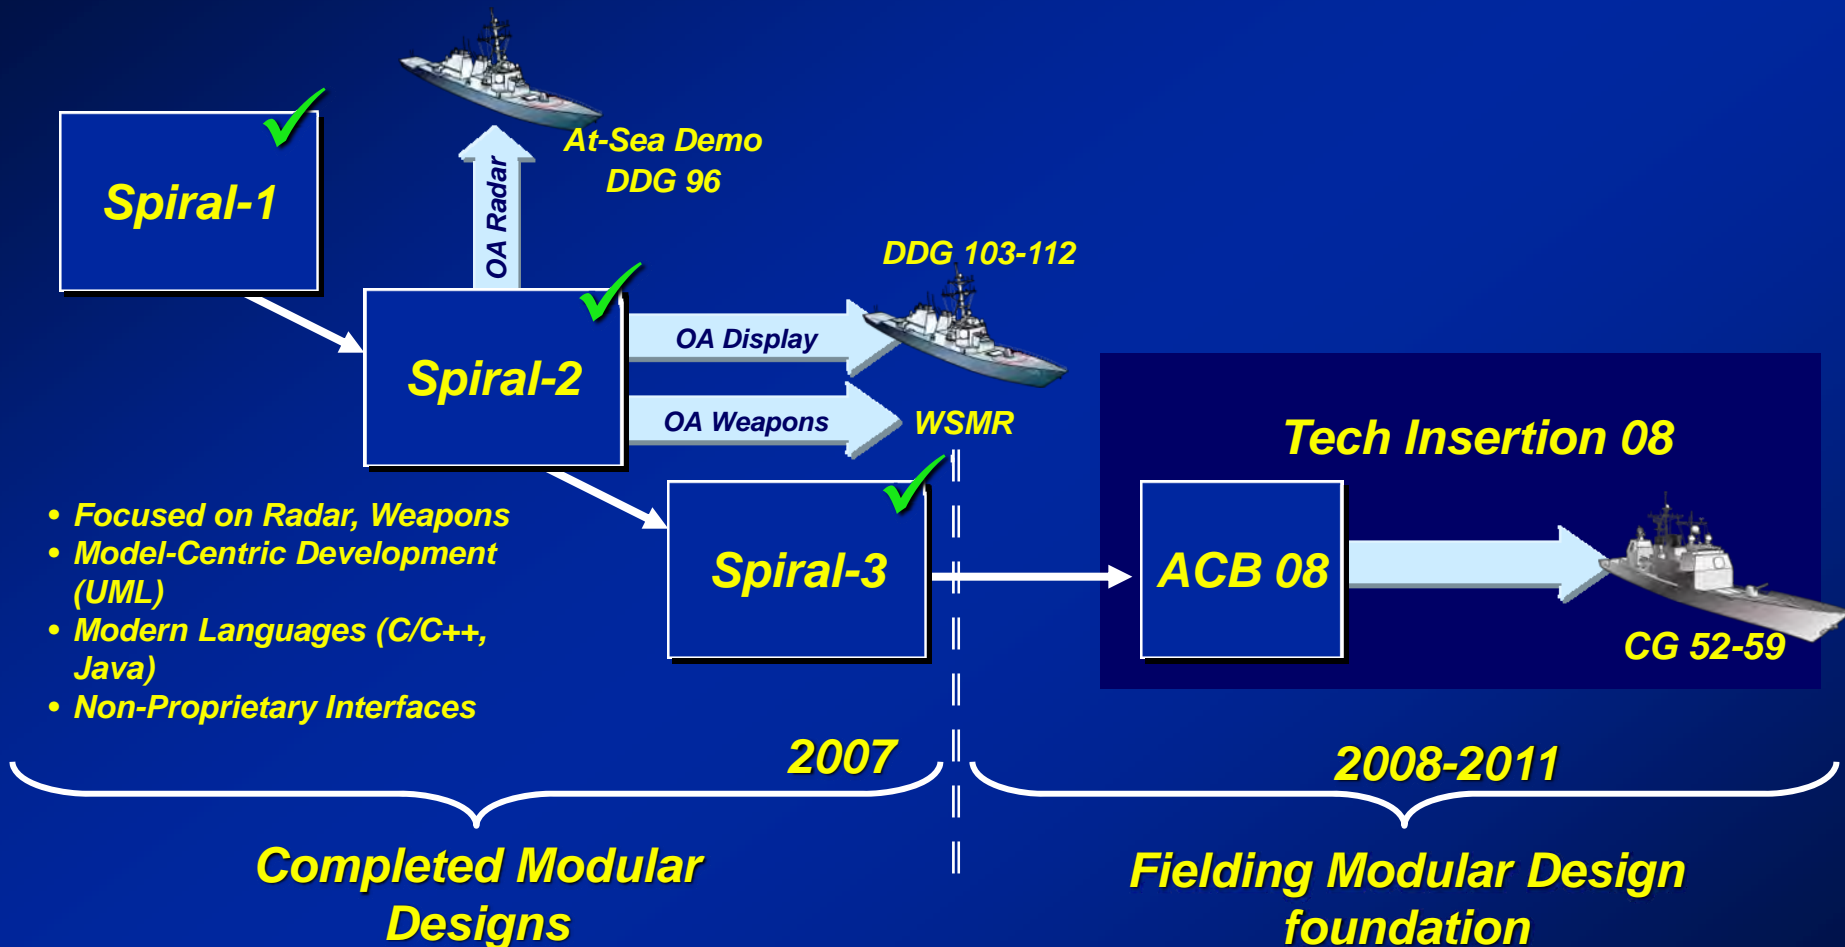 Spiral-1
OA Radar
At-Sea Demo
DDG 96
Spiral-2
OA Display
DDG 103-112
OA Weapons
WSMR
Spiral-3
• Focused on Radar, Weapons
• Model-Centric Development
(UML)
• Modern Languages (C/C++,
Java)
• Non-Proprietary Interfaces
Tech Insertion 08
ACB 08
CG 52-59
2007
2008-2011
Completed Modular
Designs
Fielding Modular Design
foundation